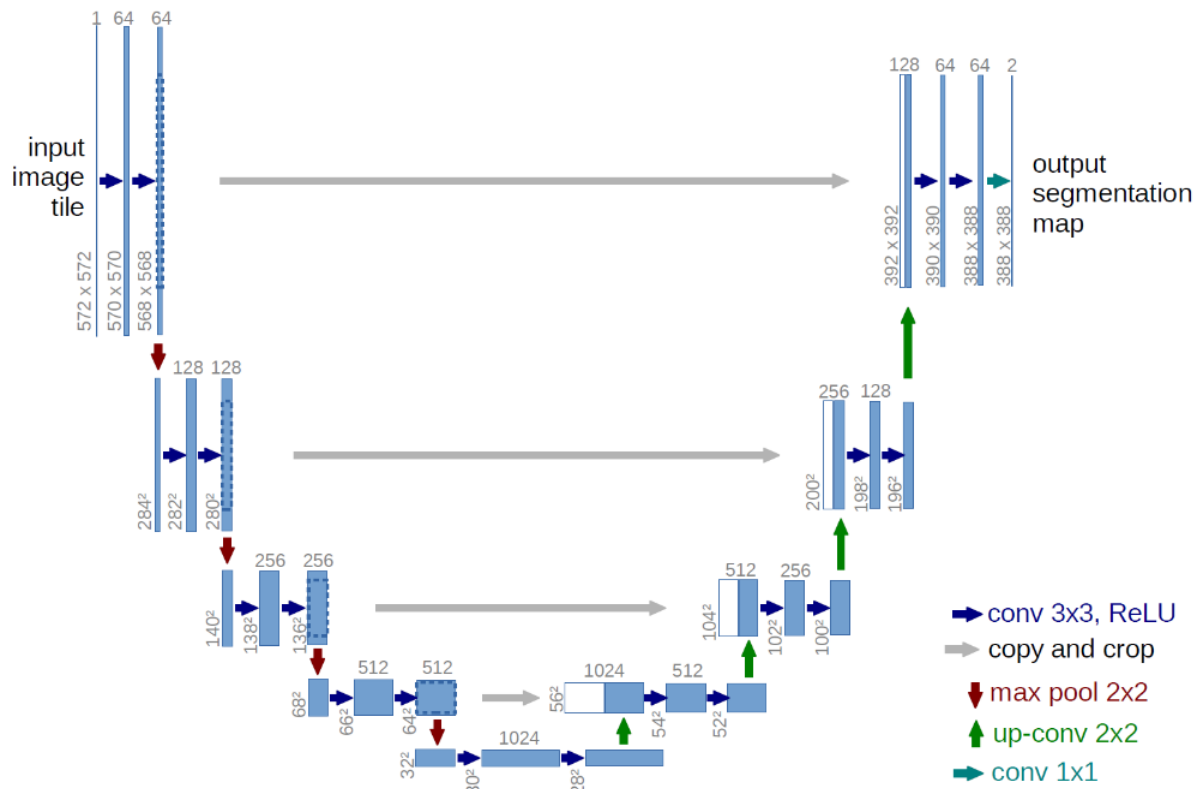 1 64 64
128 64 64 2
input
image
tile
output
segmentation
map
572 x 572
570 x 570
568 x 568
392 x 392
390 x 390
388 x 388
388 x 388
128 128
256 128
284²
282²
280²
200²
198²
196²
256 256
512 256
140²
138²
136²
104²
102²
100²
512 512
1024 512
68²
66²
64²
56²
54²
52²
1024
32²
30²
28²
conv 3x3, ReLU
copy and crop
max pool 2x2
up-conv 2x2
conv 1x1